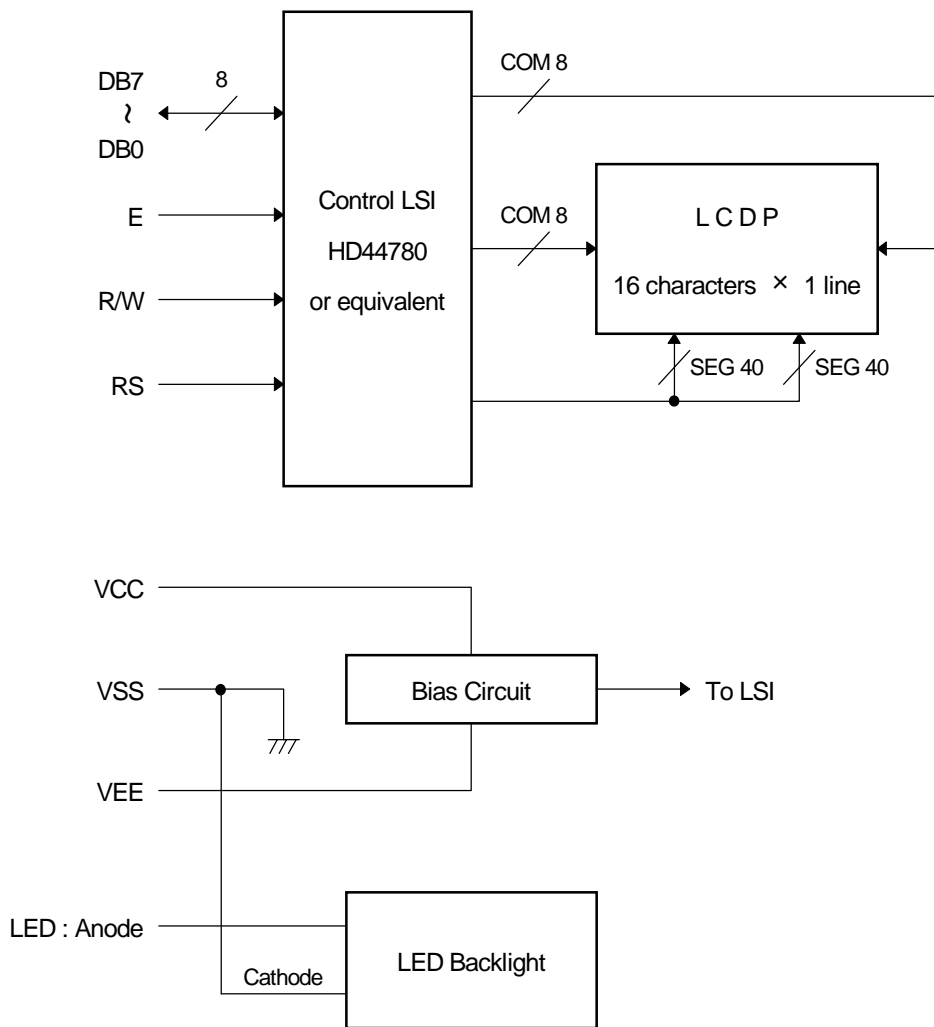 COM 8
DB7
~
DB0
8
E
R/W
RS
Control LSI
HD44780
or equivalent
COM 8
L C D P
16 characters × 1 line
SEG 40
SEG 40
VCC
VSS
VEE
Bias Circuit
To LSI
LED : Anode
Cathode
LED Backlight